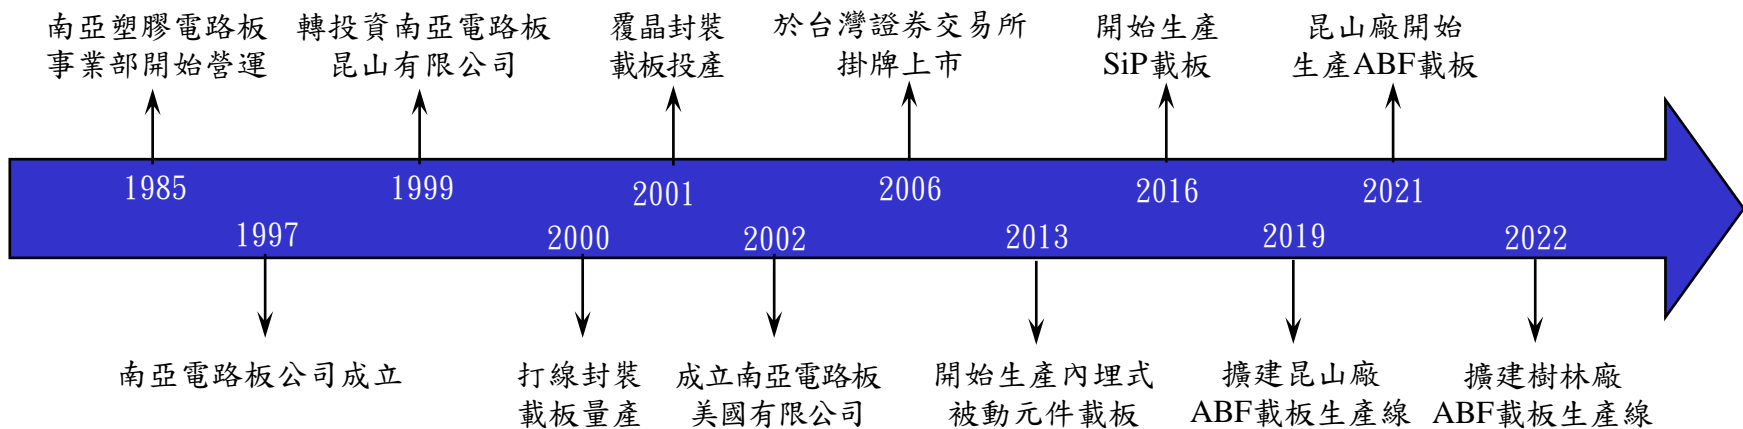 南亞塑膠電路板
事業部開始營運
轉投資南亞電路板
昆山有限公司
覆晶封裝
載板投產
於台灣證券交易所
掛牌上市
開始生產
SiP載板
昆山廠開始
生產ABF載板
1985
1999
2001
2006
2016
2021
1997
2000
2002
2013
2019
2022
南亞電路板公司成立
打線封裝
載板量產
成立南亞電路板
美國有限公司
開始生產內埋式
被動元件載板
擴建昆山廠
ABF載板生產線
擴建樹林廠
ABF載板生產線